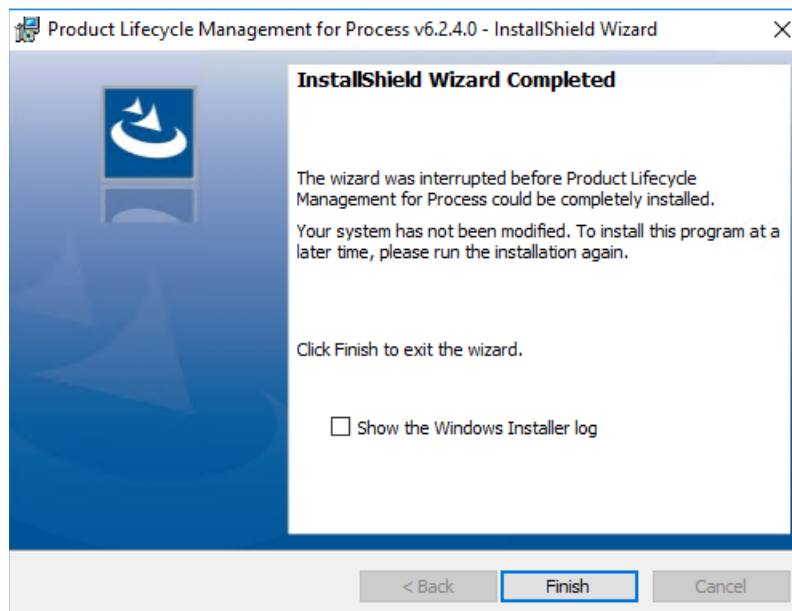 Product Lifecycle Management for Process v6.2.4.0 - InstallShield Wizard
InstallShield Wizard Completed
The wizard was interrupted before Product Lifecycle
Management for Process could be completely installed.
Your system has not been modified. To install this program at a
later time, please run the installation again.
Click Finish to exit the wizard.
Show the Windows Installer log
< Back
Finish
Cancel